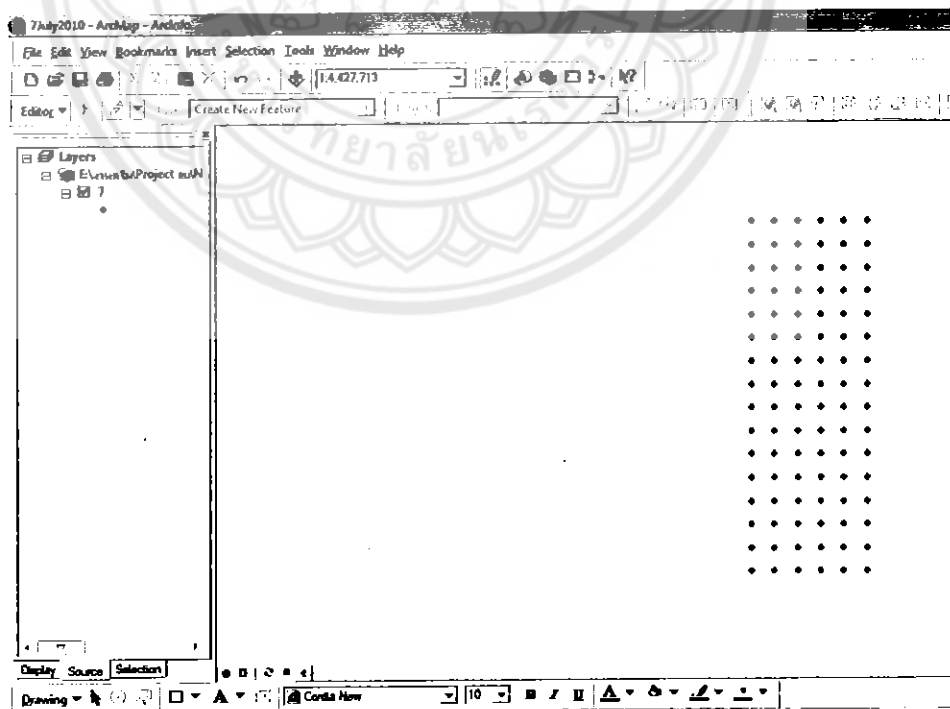 7July2010 - ArcMap - ArcInfo
File Edit View Bookmarks Insert Selection Tools Window Help
1:4,427,713
Editor Create New Feature
Layers
7
Display Source Selection
Drawing A Cordia New 10 B I U A